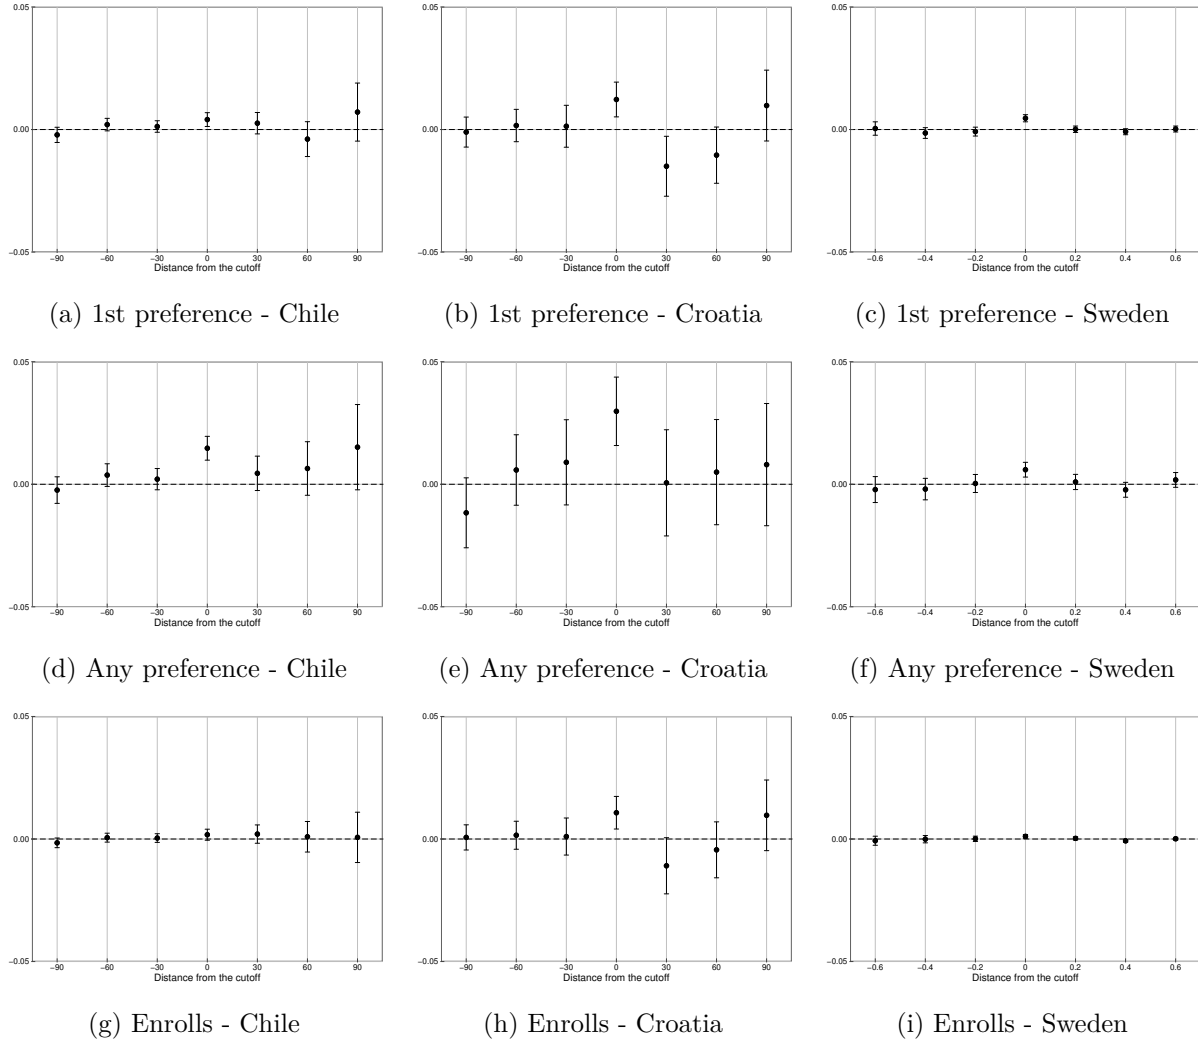 0.05 0.05 0.05
0.00 0.00 0.00
−0.05 −0.05 −0.05
−90 −60 −30 0 30 60 90 −90 −60 −30 0 30 60 90 −0.6 −0.4 −0.2 0 0.2 0.4 0.6
Distance from the cutoff Distance from the cutoff Distance from the cutoff
(a) 1st preference - Chile (b) 1st preference - Croatia (c) 1st preference - Sweden
0.05 0.05 0.05
0.00 0.00 0.00
−0.05 −0.05 −0.05
−90 −60 −30 0 30 60 90 −90 −60 −30 0 30 60 90 −0.6 −0.4 −0.2 0 0.2 0.4 0.6
Distance from the cutoff Distance from the cutoff Distance from the cutoff
(d) Any preference - Chile (e) Any preference - Croatia (f) Any preference - Sweden
0.05 0.05 0.05
0.00 0.00 0.00
−0.05 −0.05 −0.05
−90 −60 −30 0 30 60 90 −90 −60 −30 0 30 60 90 −0.6 −0.4 −0.2 0 0.2 0.4 0.6
Distance from the cutoff Distance from the cutoff Distance from the cutoff
(g) Enrolls - Chile (h) Enrolls - Croatia (i) Enrolls - Sweden